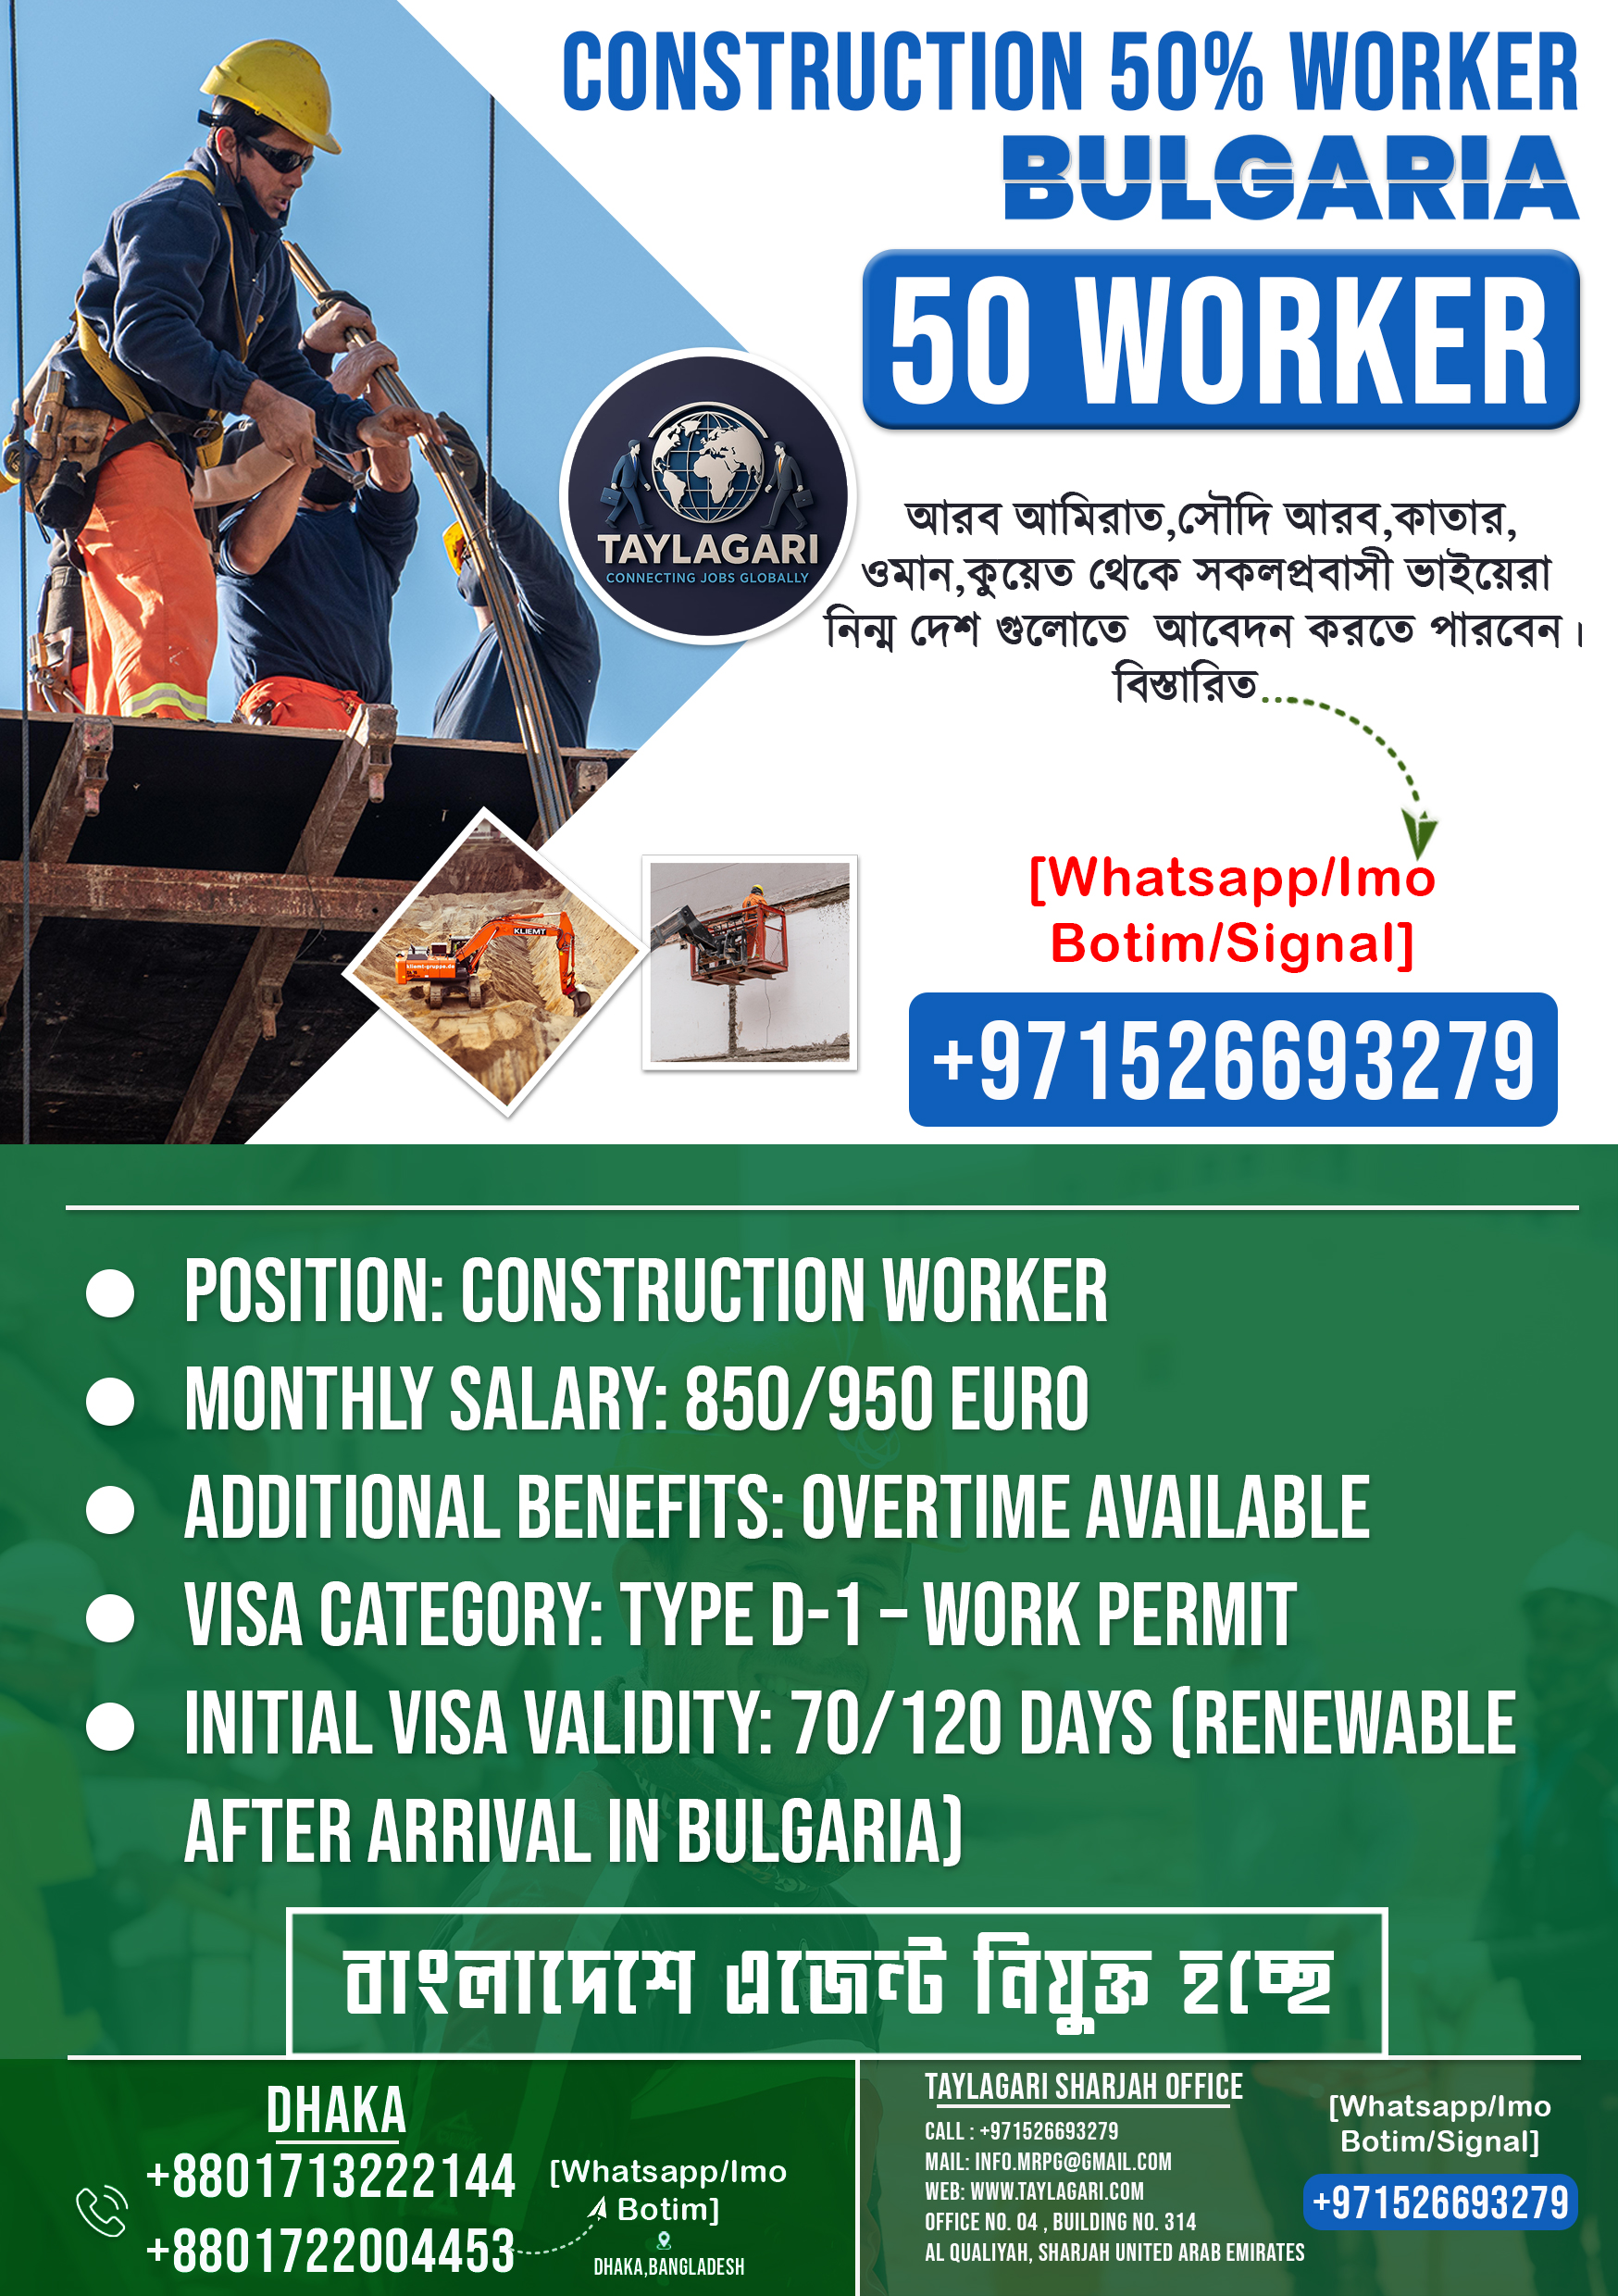 CONSTRUCTION 50% WORKER
BULGARIA
50 WORKER
TAYLAGARI
CONNECTING JOBS GLOBALLY
আরব আমিরাত,সৌদি আরব,কাতার,
ওমান,কুয়েত থেকে সকলপ্রবাসী ভাইয়েরা
নিন্ম দেশ গুলোতে আবেদন করতে পারবেন।
বিস্তারিত...
[Whatsapp/Imo
Botim/Signal]
+971526693279
KLIEMT
kliemt-gruppe.de
POSITION: CONSTRUCTION WORKER
MONTHLY SALARY: 850/950 EURO
ADDITIONAL BENEFITS: OVERTIME AVAILABLE
VISA CATEGORY: TYPE D-1 – WORK PERMIT
INITIAL VISA VALIDITY: 70/120 DAYS (RENEWABLE
AFTER ARRIVAL IN BULGARIA)
বাংলাদেশে এজেন্ট নিযুক্ত হচ্ছে
DHAKA
+8801713222144
+8801722004453
[Whatsapp/Imo
Botim]
DHAKA,BANGLADESH
TAYLAGARI SHARJAH OFFICE
CALL : +971526693279
MAIL: INFO.MRPG@GMAIL.COM
WEB: WWW.TAYLAGARI.COM
OFFICE NO. 04 , BUILDING NO. 314
AL QUALIYAH, SHARJAH UNITED ARAB EMIRATES
[Whatsapp/Imo
Botim/Signal]
+971526693279